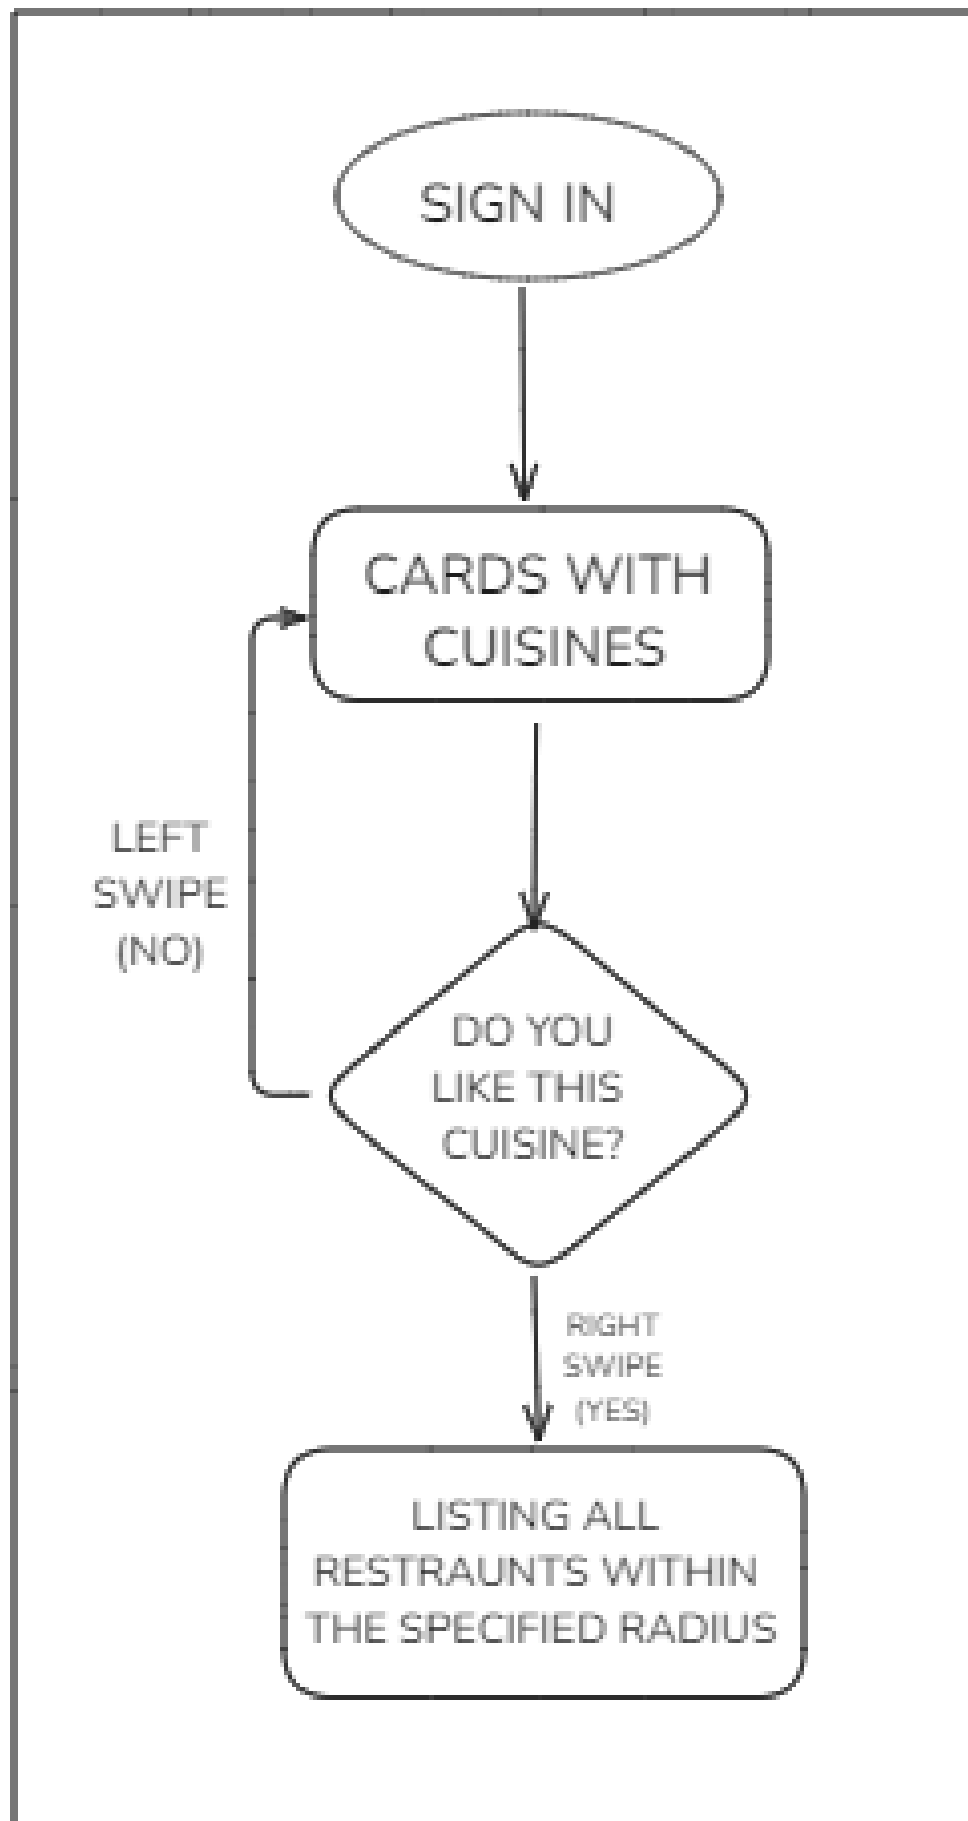 SIGN IN
CARDS WITH
CUISINES
LEFT
SWIPE
(NO)
DO YOU
LIKE THIS
CUISINE?
RIGHT
SWIPE
(YES)
LISTING ALL
RESTRAUNTS WITHIN
THE SPECIFIED RADIUS